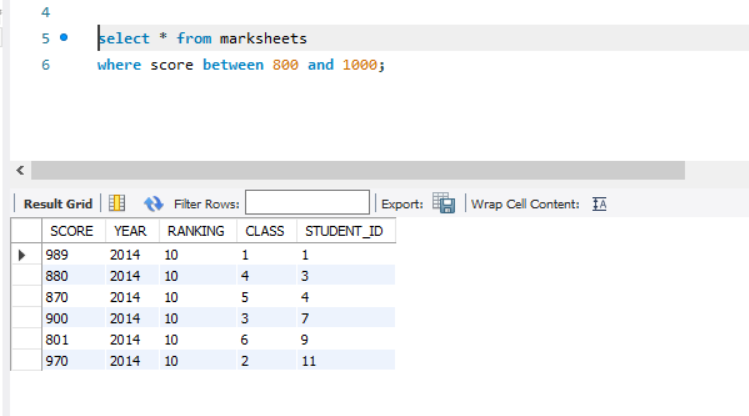 4
5 select * from marksheets
6 where score between 800 and 1000;
Result Grid Filter Rows: Export: Wrap Cell Content: IA
SCORE YEAR RANKING CLASS STUDENT_ID
989 2014 10 1 1
880 2014 10 4 3
870 2014 10 5 4
900 2014 10 3 7
801 2014 10 6 9
970 2014 10 2 11